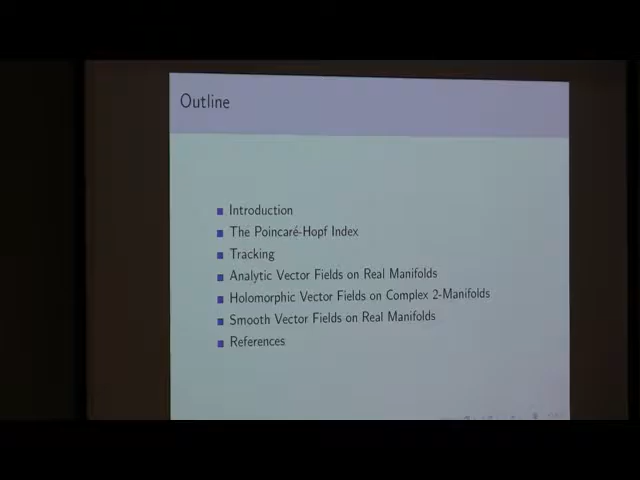 Outline
Introduction
The Poincaré-Hopf Index
Tracking
Analytic Vector Fields on Real Manifolds
Holomorphic Vector Fields on Complex 2-Manifolds
Smooth Vector Fields on Real Manifolds
References